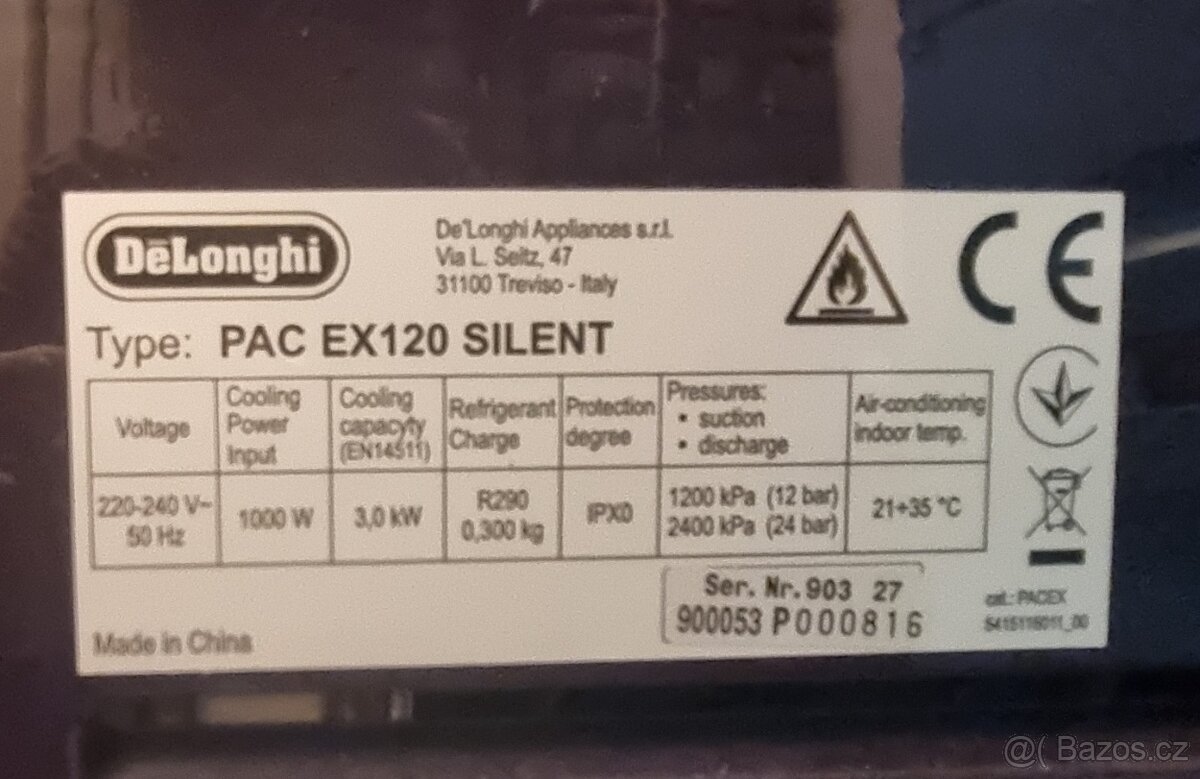 DēLonghi
De'Longhi Appliances s.r.l.
Via L. Seitz, 47
31100 Treviso - Italy
CE
Type: PAC EX120 SILENT
Voltage
Cooling
Power
Input
Cooling
capacyty
(EN14511)
Refrigerant
Charge
Protection
degree
Pressures:
• suction
• discharge
Air-conditioning
indoor temp.
220-240 V~
50 Hz
1000 W
3,0 kW
R290
0,300 kg
IPX0
1200 kPa (12 bar)
2400 kPa (24 bar)
21÷35 °C
Ser. Nr. 903 27
900053 P000816
cat.: PACEX
5415116011_00
Made in China
@( Bazos.cz